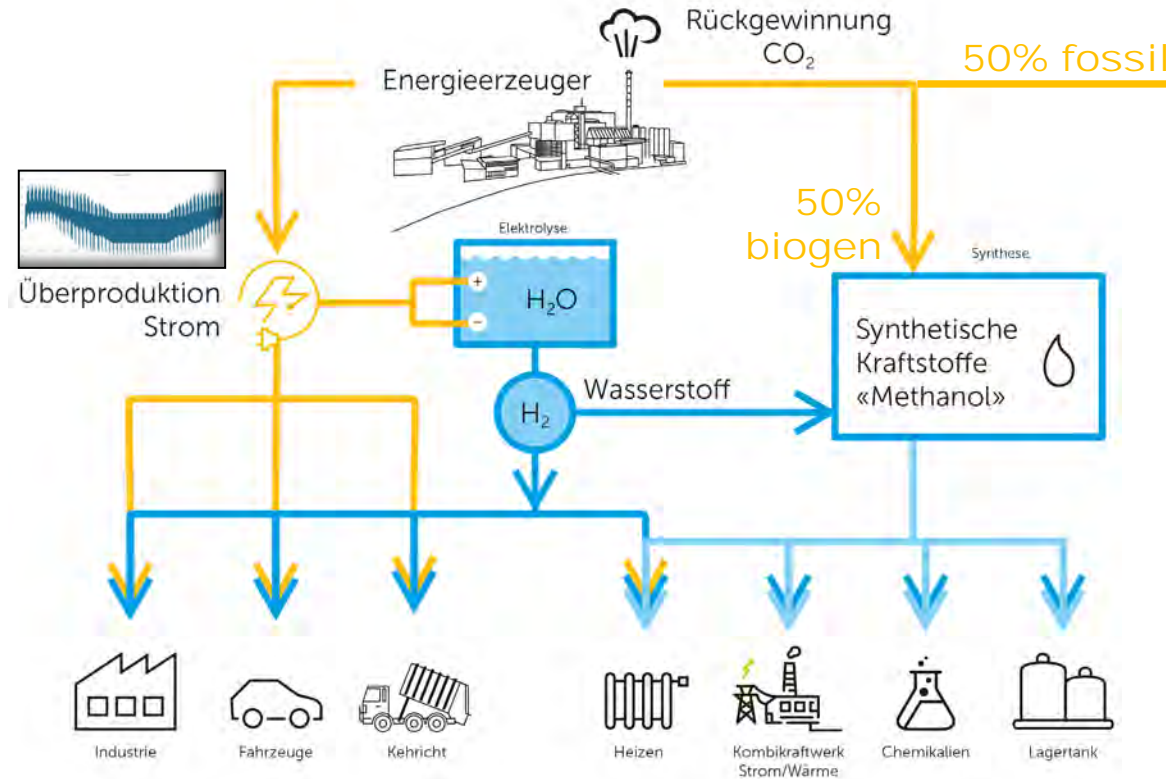 Rückgewinnung
CO₂
50% fossil
Energieerzeuger
50%
biogen
Elektrolyse
Synthese
Überproduktion
Strom
+
−
H₂O
Synthetische
Kraftstoffe
«Methanol»
Wasserstoff
H₂
Industrie
Fahrzeuge
Kehricht
Heizen
Kombikraftwerk
Strom/Wärme
Chemikalien
Lagertank